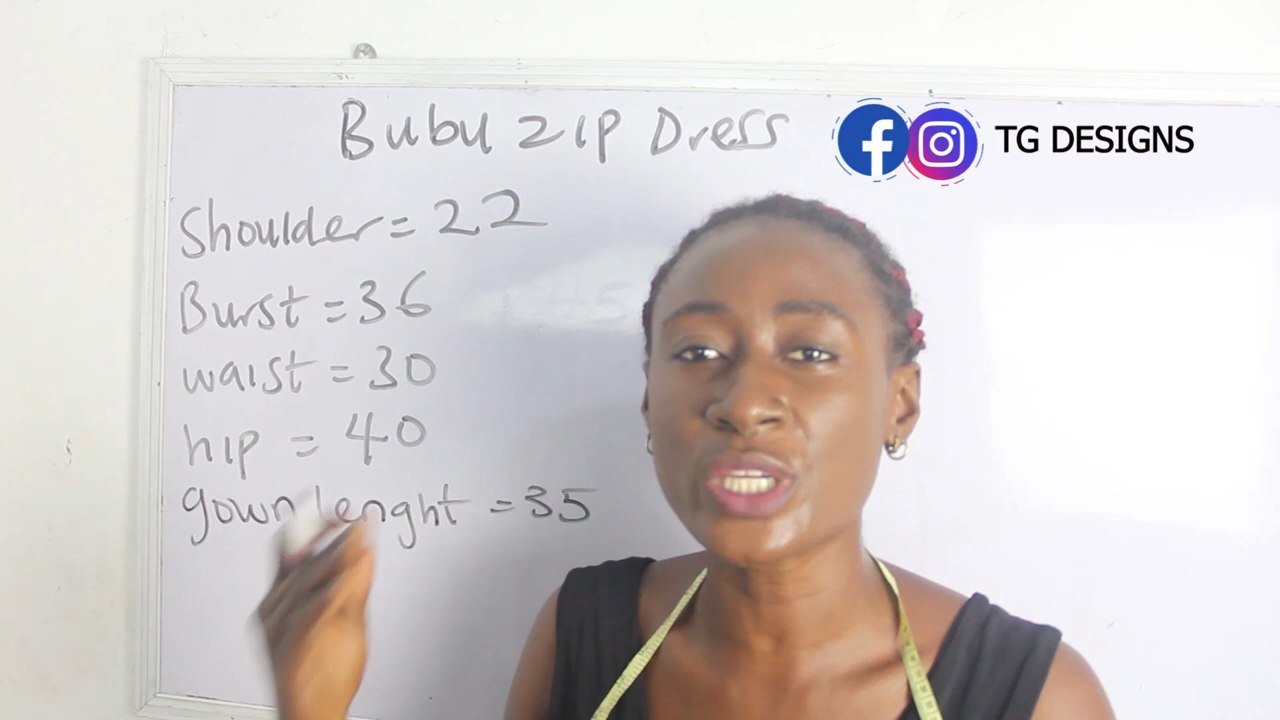 Bubu zip Dress
TG DESIGNS
Shoulder = 22
Burst = 36
waist = 30
hip = 40
gown lenght = 35